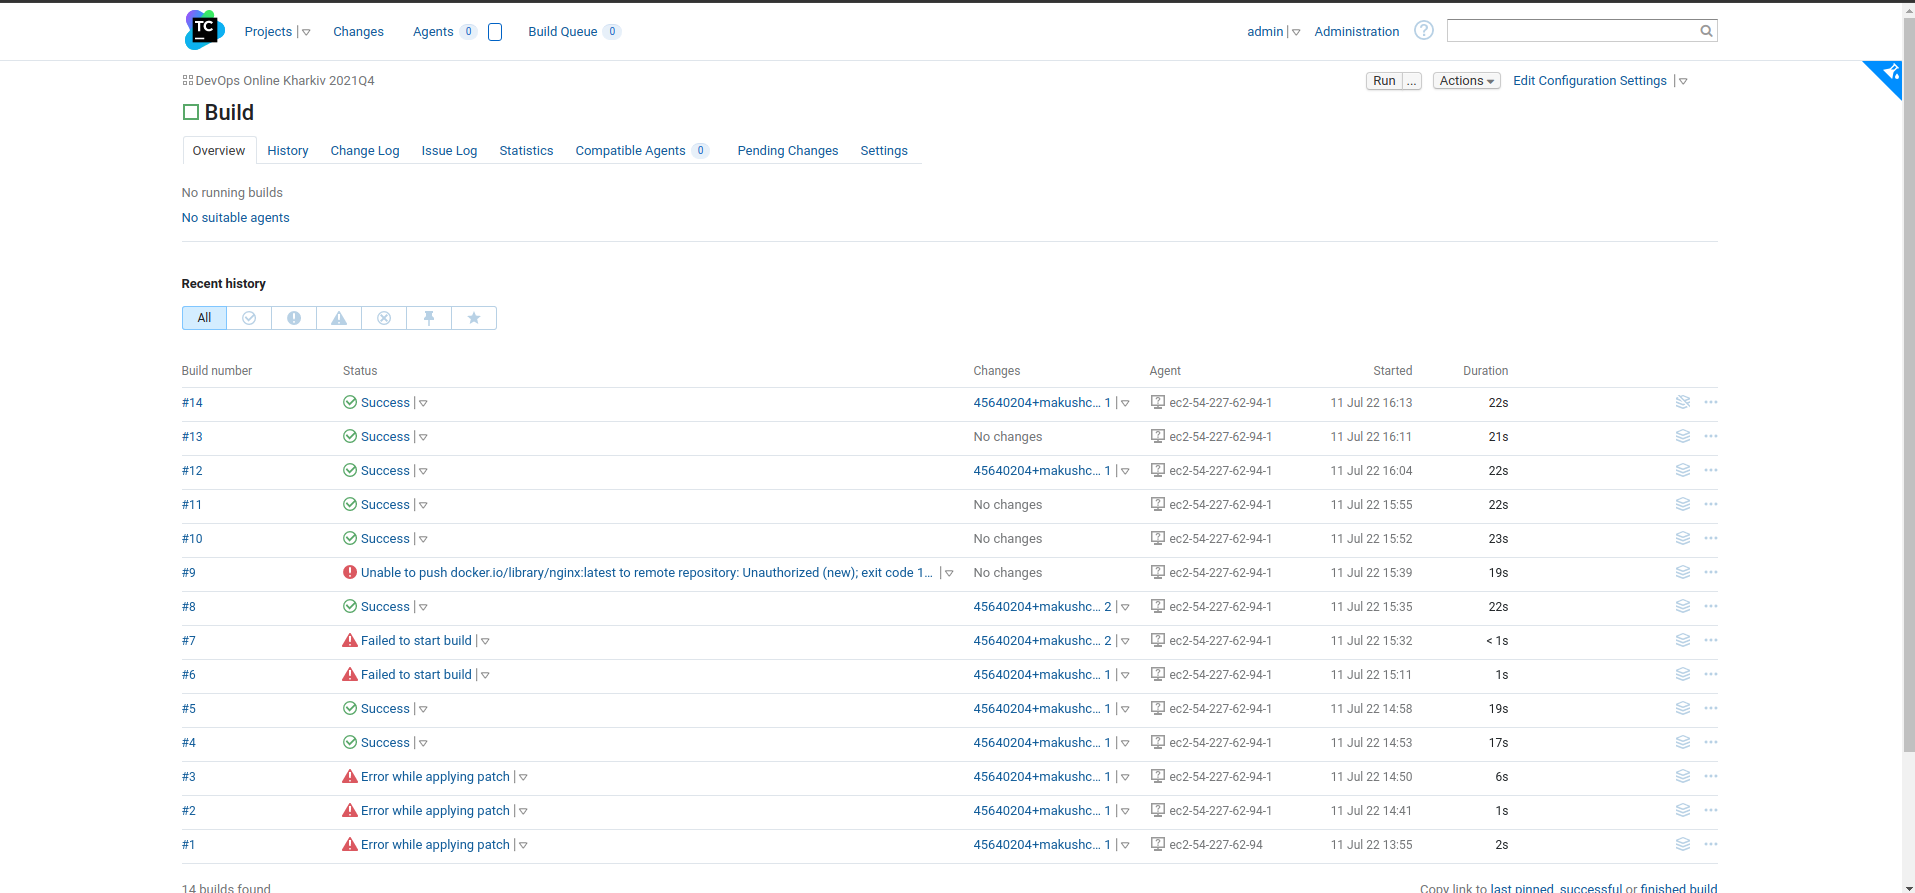 TC Projects Changes Agents 0 Build Queue 0 admin Administration ?
DevOps Online Kharkiv 2021Q4 Run ... Actions Edit Configuration Settings
Build
Overview History Change Log Issue Log Statistics Compatible Agents 0 Pending Changes Settings
No running builds
No suitable agents
Recent history
All
Build number Status Changes Agent Started Duration
#14 Success 45640204+makushc... 1 ec2-54-227-62-94-1 11 Jul 22 16:13 22s
#13 Success No changes ec2-54-227-62-94-1 11 Jul 22 16:11 21s
#12 Success 45640204+makushc... 1 ec2-54-227-62-94-1 11 Jul 22 16:04 22s
#11 Success No changes ec2-54-227-62-94-1 11 Jul 22 15:55 22s
#10 Success No changes ec2-54-227-62-94-1 11 Jul 22 15:52 23s
#9 Unable to push docker.io/library/nginx:latest to remote repository: Unauthorized (new); exit code 1... No changes ec2-54-227-62-94-1 11 Jul 22 15:39 19s
#8 Success 45640204+makushc... 2 ec2-54-227-62-94-1 11 Jul 22 15:35 22s
#7 Failed to start build 45640204+makushc... 2 ec2-54-227-62-94-1 11 Jul 22 15:32 < 1s
#6 Failed to start build 45640204+makushc... 1 ec2-54-227-62-94-1 11 Jul 22 15:11 1s
#5 Success 45640204+makushc... 1 ec2-54-227-62-94-1 11 Jul 22 14:58 19s
#4 Success 45640204+makushc... 1 ec2-54-227-62-94-1 11 Jul 22 14:53 17s
#3 Error while applying patch 45640204+makushc... 1 ec2-54-227-62-94-1 11 Jul 22 14:50 6s
#2 Error while applying patch 45640204+makushc... 1 ec2-54-227-62-94-1 11 Jul 22 14:41 1s
#1 Error while applying patch 45640204+makushc... 1 ec2-54-227-62-94 11 Jul 22 13:55 2s
14 builds found Copy link to last pinned, successful or finished build